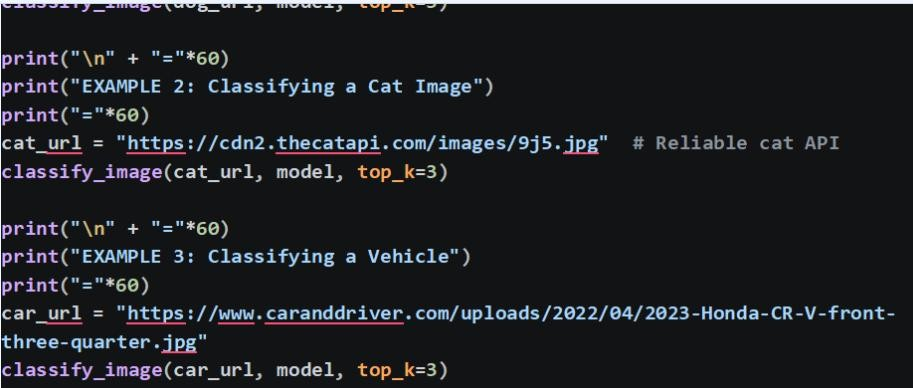 classify_image(dog_url, model, top_k=3)
print("\n" + "="*60)
print("EXAMPLE 2: Classifying a Cat Image")
print("="*60)
cat_url = "https://cdn2.thecatapi.com/images/9j5.jpg"  # Reliable cat API
classify_image(cat_url, model, top_k=3)
print("\n" + "="*60)
print("EXAMPLE 3: Classifying a Vehicle")
print("="*60)
car_url = "https://www.caranddriver.com/uploads/2022/04/2023-Honda-CR-V-front-
three-quarter.jpg"
classify_image(car_url, model, top_k=3)